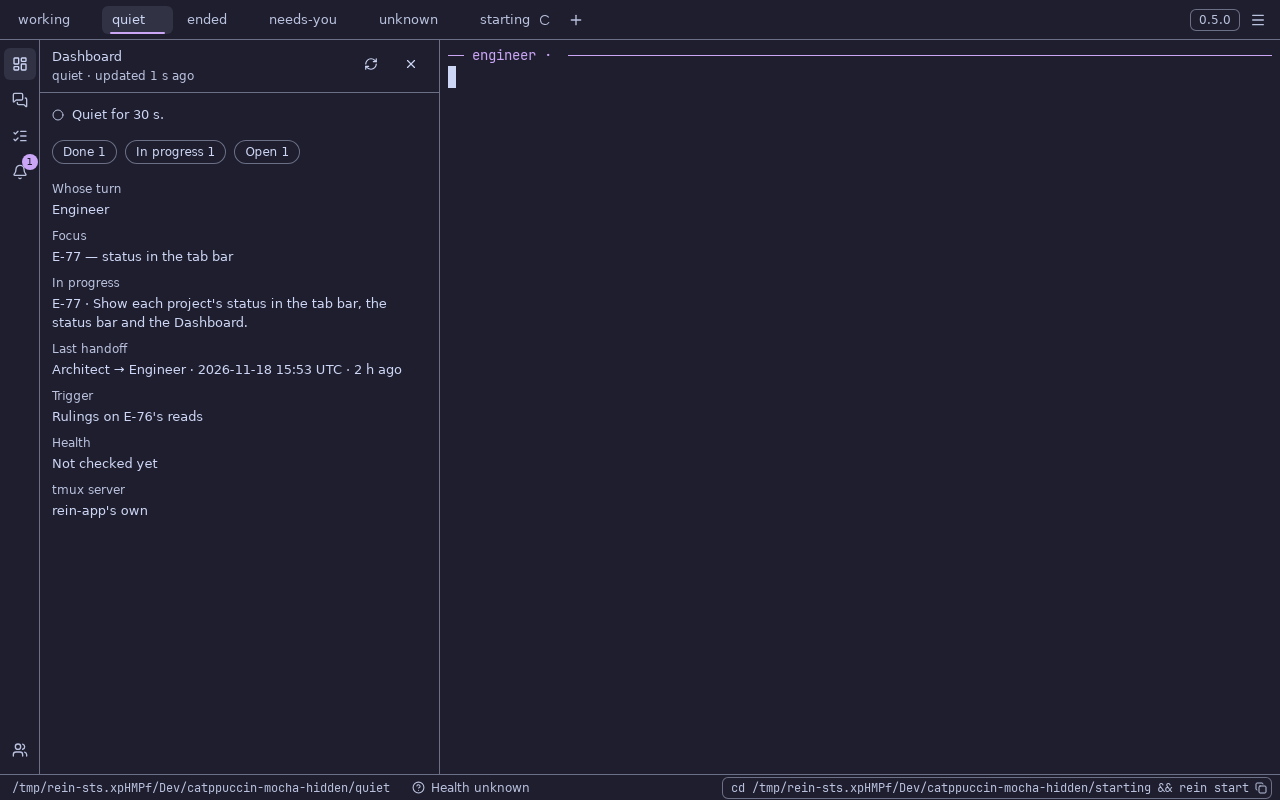 working quiet ended needs-you unknown starting 0.5.0
Dashboard
quiet · updated 1 s ago
engineer ·
Quiet for 30 s.
1
Done 1 In progress 1 Open 1
Whose turn
Engineer
Focus
E-77 — status in the tab bar
In progress
E-77 · Show each project's status in the tab bar, the
status bar and the Dashboard.
Last handoff
Architect → Engineer · 2026-11-18 15:53 UTC · 2 h ago
Trigger
Rulings on E-76's reads
Health
Not checked yet
tmux server
rein-app's own
/tmp/rein-sts.xpHMPf/Dev/catppuccin-mocha-hidden/quiet Health unknown cd /tmp/rein-sts.xpHMPf/Dev/catppuccin-mocha-hidden/starting && rein start